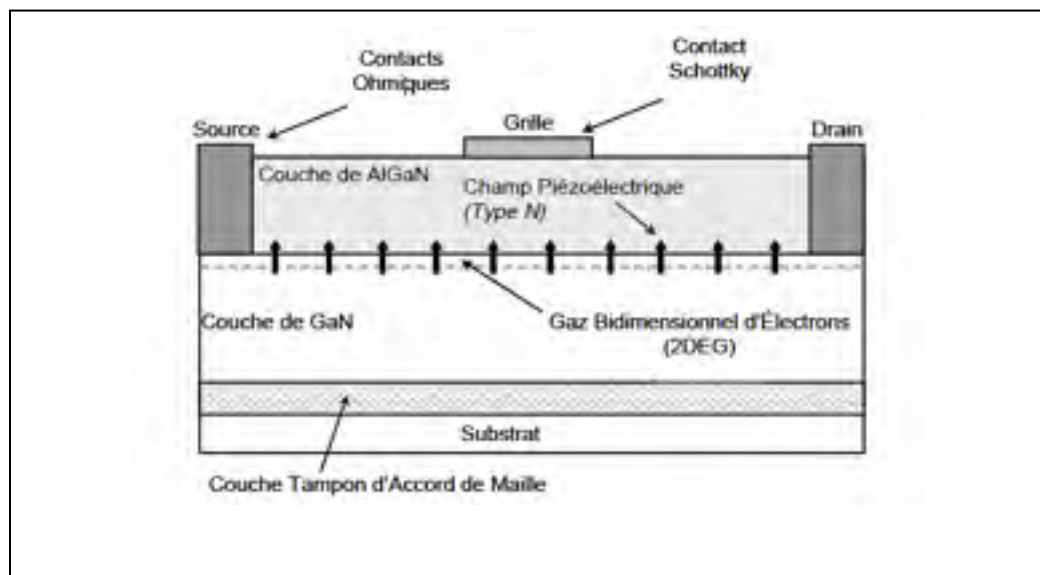 Contacts
Ohmiques
Contact
Schottky
Source
Grille
Drain
Couche de AlGaN
Champ Piézoélectrique
(Type N)
Couche de GaN
Gaz Bidimensionnel d'Électrons
(2DEG)
Substrat
Couche Tampon d'Accord de Maille